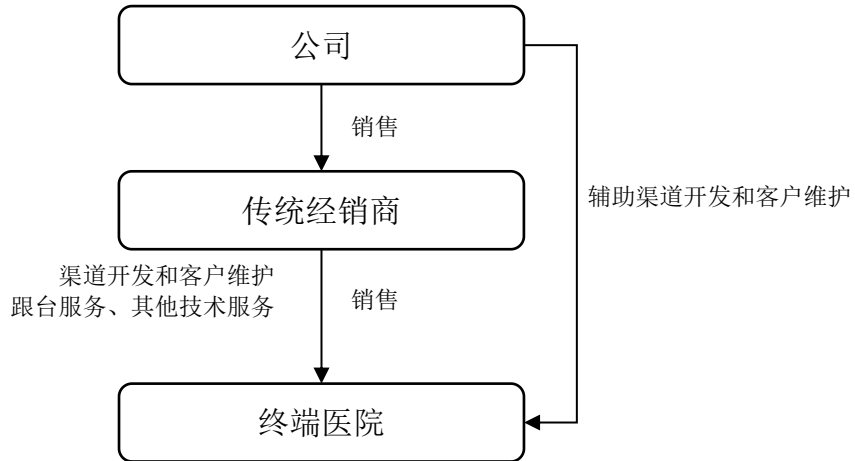 公司
销售
传统经销商
辅助渠道开发和客户维护
渠道开发和客户维护
跟台服务、其他技术服务
销售
终端医院